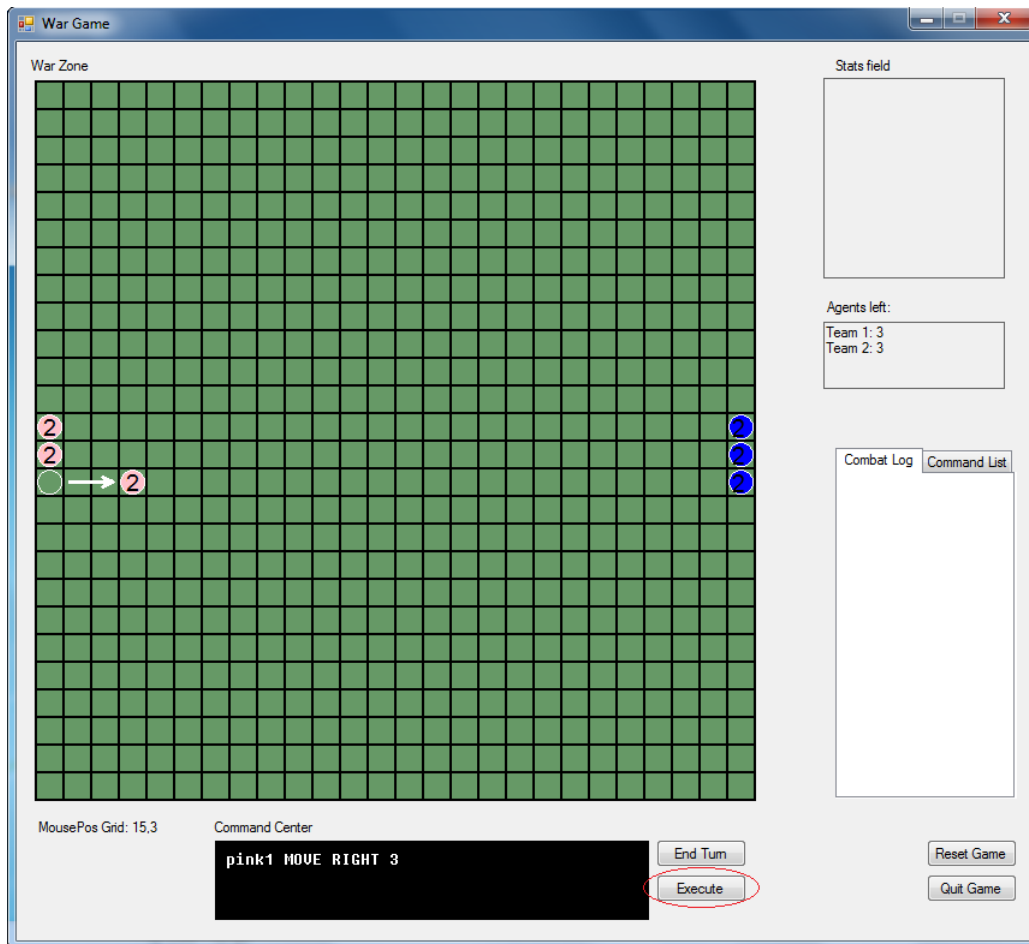 War Game
War Zone
Stats field
Agents left:
Team 1: 3
Team 2: 3
2 2
2 2
2 2
Combat Log Command List
MousePos Grid: 15,3
Command Center
pink1 MOVE RIGHT 3
End Turn
Execute
Reset Game
Quit Game